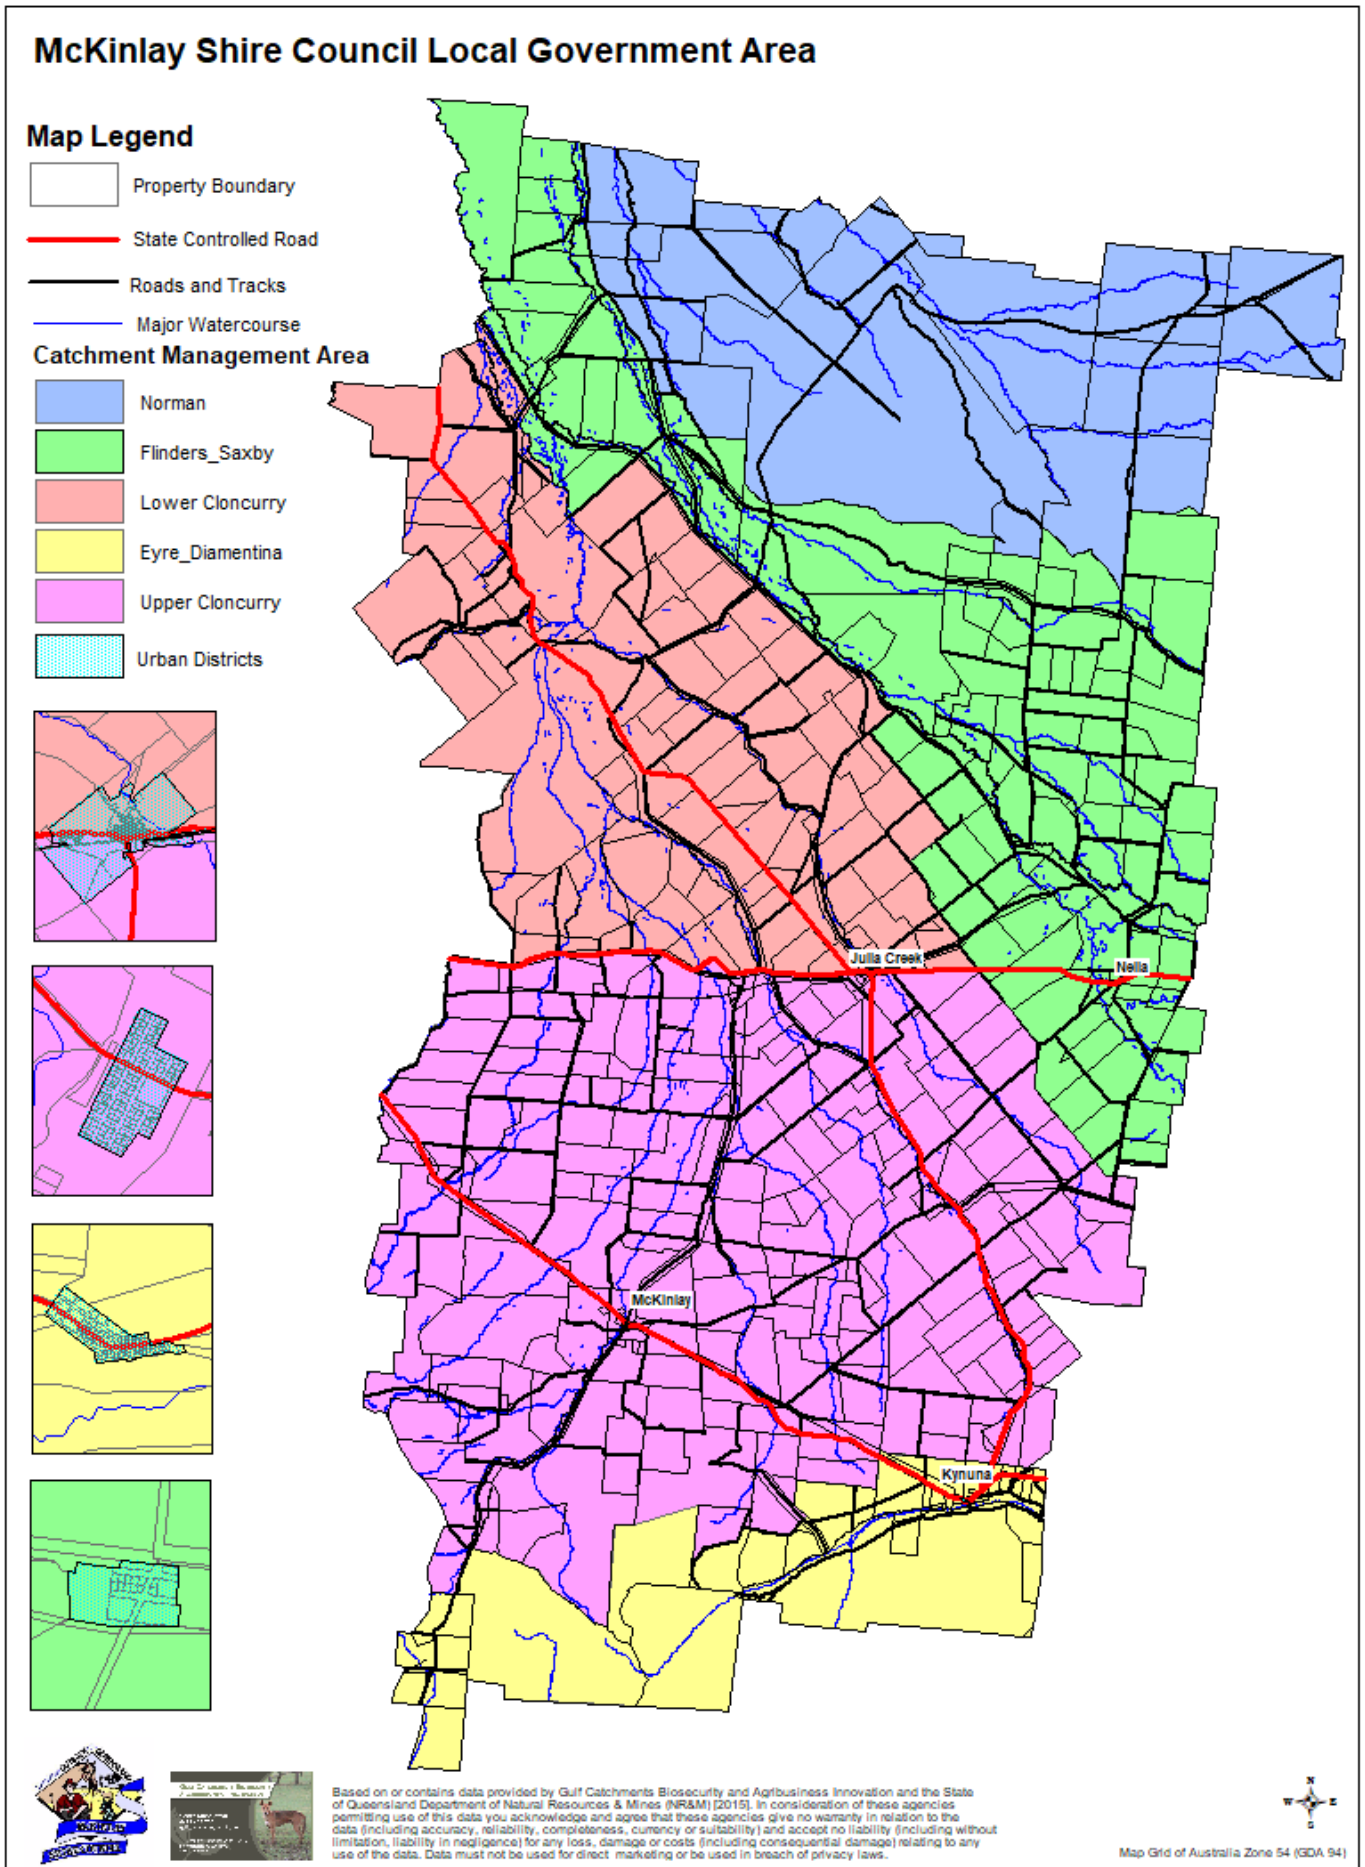 McKinlay Shire Council Local Government Area
Map Legend
Property Boundary
State Controlled Road
Roads and Tracks
Major Watercourse
Catchment Management Area
Norman
Flinders_Saxby
Lower Cloncurry
Eyre_Diamentina
Upper Cloncurry
Urban Districts
Julia Creek
Nelia
McKinlay
Kynuna
Based on or contains data provided by Gulf Catchments Biosecurity and Agribusiness Innovation and the State
of Queensland Department of Natural Resources & Mines (NR&M) [2015]. In consideration of these agencies
permitting use of this data you acknowledge and agree that these agencies give no warranty in relation to the
data (including accuracy, reliability, completeness, currency or suitability) and accept no liability (including without
limitation, liability in negligence) for any loss, damage or costs (including consequential damage) relating to any
use of the data. Data must not be used for direct marketing or be used in breach of privacy laws.
N
W E
S
Map Grid of Australia Zone 54 (GDA 94)